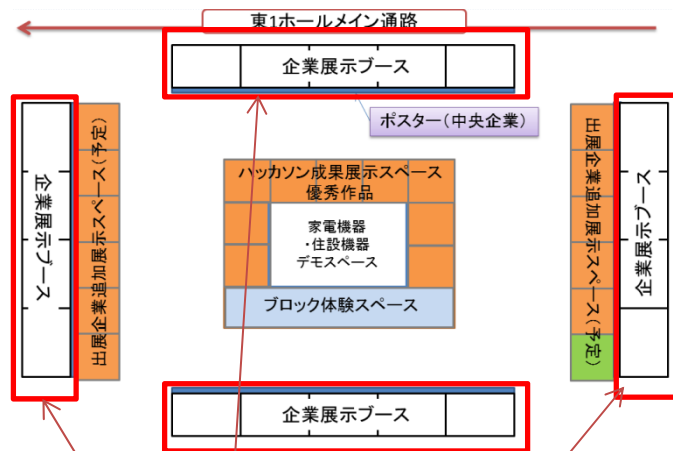 東1ホールメイン通路
企業展示ブース
ポスター(中央企業)
企業展示ブース
出展企業追加展示スペース(予定)
ハッカソン成果展示スペース
優秀作品
家電機器
・住設機器
デモスペース
ブロック体験スペース
出展企業追加展示スペース(予定)
企業展示ブース
企業展示ブース